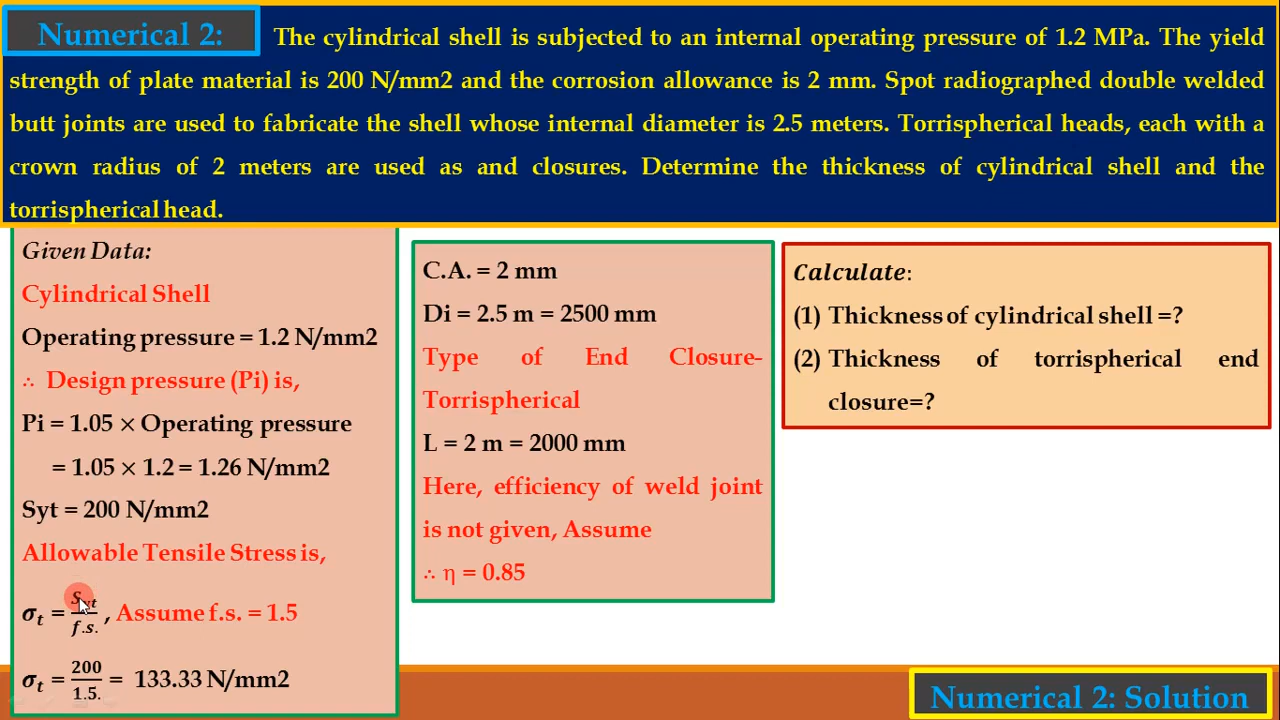 Numerical 2: The cylindrical shell is subjected to an internal operating pressure of 1.2 MPa. The yield
strength of plate material is 200 N/mm2 and the corrosion allowance is 2 mm. Spot radiographed double welded
butt joints are used to fabricate the shell whose internal diameter is 2.5 meters. Torrispherical heads, each with a
crown radius of 2 meters are used as and closures. Determine the thickness of cylindrical shell and the
torrispherical head.
Given Data:
Cylindrical Shell
Operating pressure = 1.2 N/mm2
∴ Design pressure (Pi) is,
Pi = 1.05 × Operating pressure
= 1.05 × 1.2 = 1.26 N/mm2
Syt = 200 N/mm2
Allowable Tensile Stress is,
σt = Syt/f.s. , Assume f.s. = 1.5
σt = 200/1.5. = 133.33 N/mm2
C.A. = 2 mm
Di = 2.5 m = 2500 mm
Type of End Closure-
Torrispherical
L = 2 m = 2000 mm
Here, efficiency of weld joint
is not given, Assume
∴ η = 0.85
Calculate:
(1) Thickness of cylindrical shell =?
(2) Thickness of torrispherical end
closure=?
Numerical 2: Solution